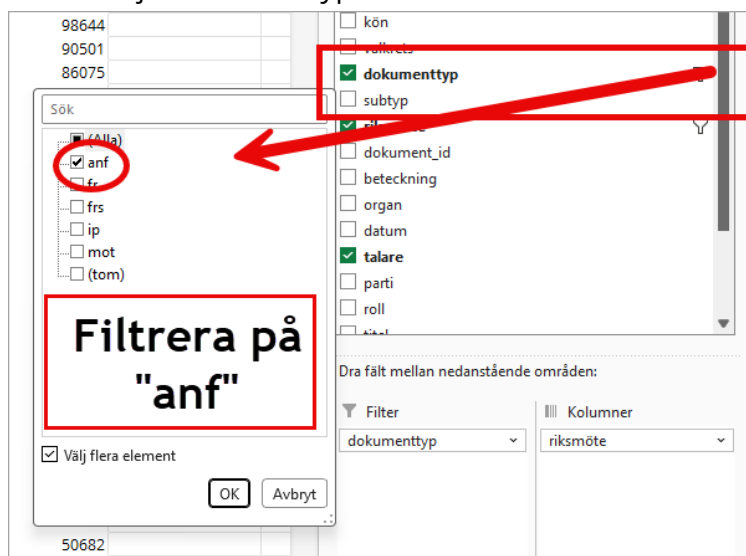 98644
90501
86075
kön
valkrets
dokumenttyp
subtyp
Sök
(Alla)
anf
fr
frs
ip
mot
(tom)
Filtrera på
"anf"
Välj flera element
OK
Avbryt
50682
dokument_id
beteckning
organ
datum
talare
parti
roll
titel
Dra fält mellan nedanstående områden:
Filter
Kolumner
dokumenttyp
riksmöte